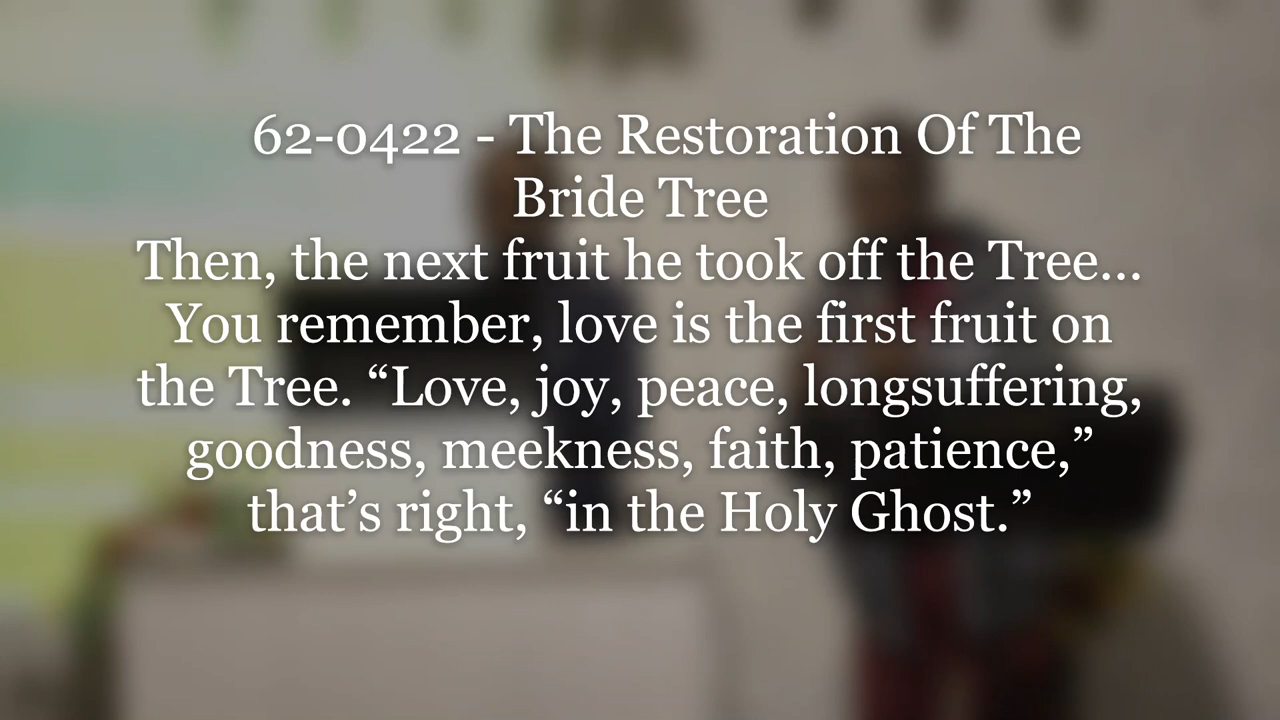 62-0422 - The Restoration Of The
Bride Tree
Then, the next fruit he took off the Tree...
You remember, love is the first fruit on
the Tree. “Love, joy, peace, longsuffering,
goodness, meekness, faith, patience,”
that’s right, “in the Holy Ghost.”